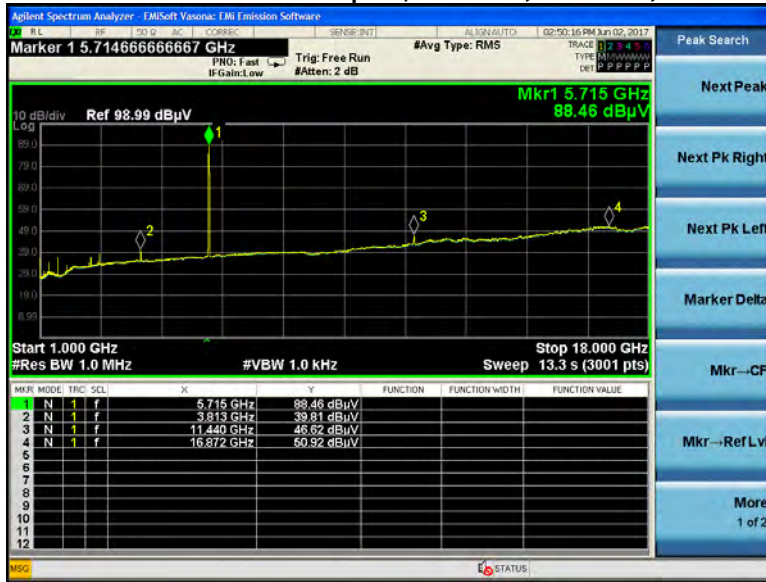 Agilent Spectrum Analyzer - EMiSoft Vasona: EMi Emission Software
RL RF 50 Ω AC CORREC SENSE:INT ALIGNAUTO 02:50:16 PM Jun 02, 2017
Marker 1 5.714666666667 GHz
#Avg Type: RMS
TRACE 1 2 3 4 5 6
PNO: Fast Trig: Free Run
TYPE MWWWWW
IFGain:Low #Atten: 2 dB
DET P P P P P P
Peak Search
Mkr1 5.715 GHz
88.46 dBµV
10 dB/div Ref 98.99 dBµV
Log
89.0
79.0
69.0
59.0
49.0
39.0
29.0
19.0
8.99
1
2
3
4
Start 1.000 GHz
Stop 18.000 GHz
#Res BW 1.0 MHz #VBW 1.0 kHz Sweep 13.3 s (3001 pts)
MKR MODE TRC SCL X Y FUNCTION FUNCTION WIDTH FUNCTION VALUE
1 N 1 f 5.715 GHz 88.46 dBµV
2 N 1 f 3.813 GHz 39.81 dBµV
3 N 1 f 11.440 GHz 46.62 dBµV
4 N 1 f 16.872 GHz 50.92 dBµV
5
6
7
8
9
10
11
12
MSG STATUS
Next Peak
Next Pk Right
Next Pk Left
Marker Delta
Mkr→CF
Mkr→Ref Lvl
More
1 of 2